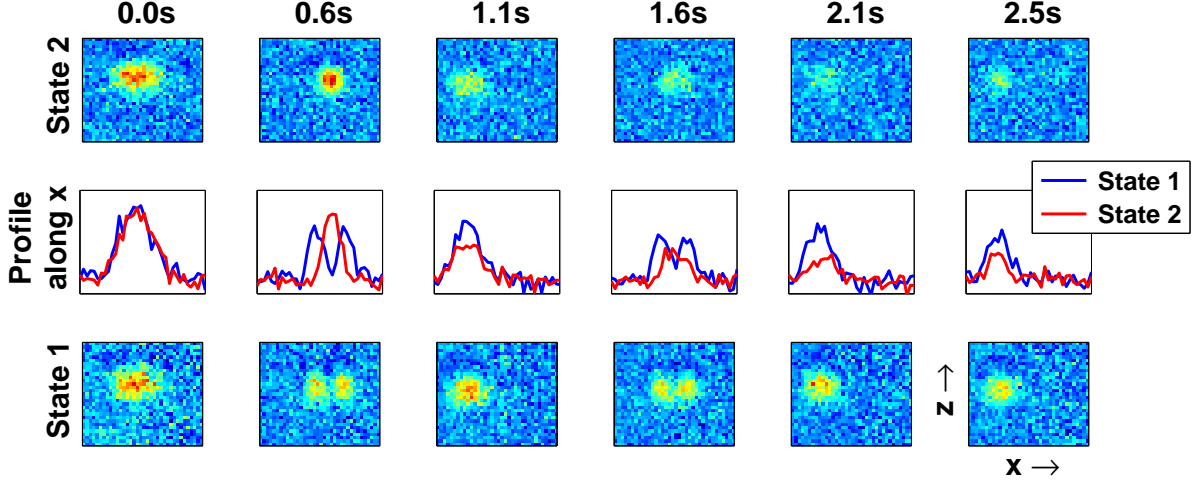 0.0s 0.6s 1.1s 1.6s 2.1s 2.5s
State 2
Profile
along x
State 1
State 2
State 1
z →
x →